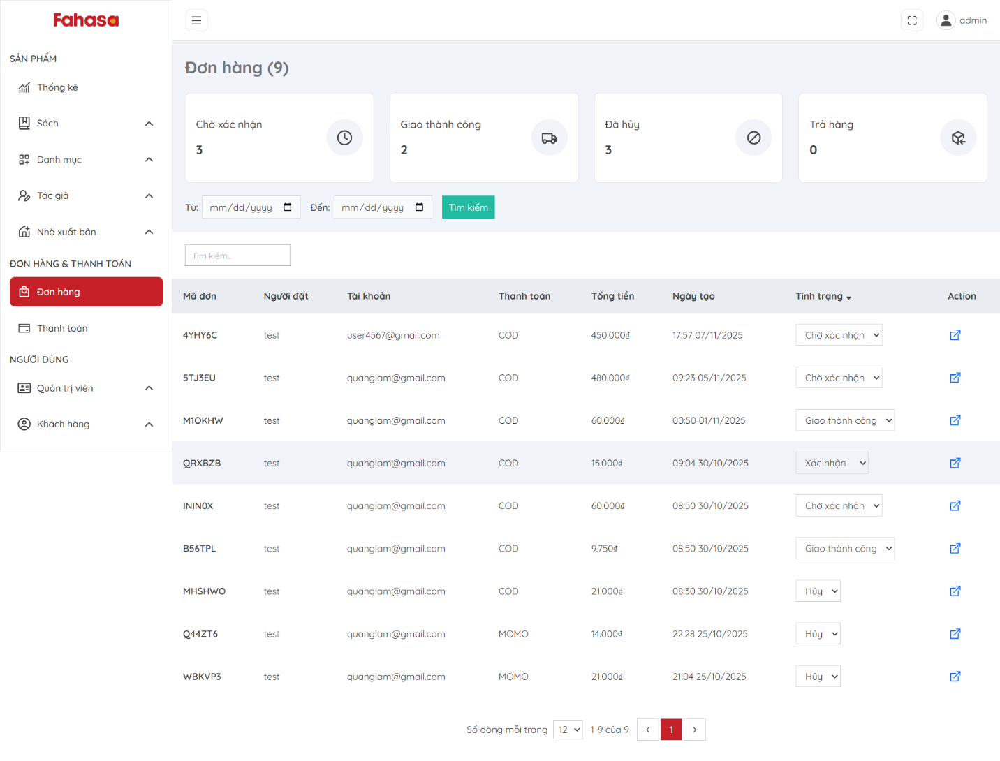 Fahasa
admin
SẢN PHẨM
Thống kê
Sách
Danh mục
Tác giả
Nhà xuất bản
ĐƠN HÀNG & THANH TOÁN
Đơn hàng
Thanh toán
NGƯỜI DÙNG
Quản trị viên
Khách hàng
Đơn hàng (9)
Chờ xác nhận
3
Giao thành công
2
Đã hủy
3
Trả hàng
0
Từ: mm/dd/yyyy Đến: mm/dd/yyyy Tìm kiếm
Tìm kiếm...
Mã đơn Người đặt Tài khoản Thanh toán Tổng tiền Ngày tạo Tình trạng Action
4YHY6C test user4567@gmail.com COD 450.000₫ 17:57 07/11/2025 Chờ xác nhận
5TJ3EU test quanglam@gmail.com COD 480.000₫ 09:23 05/11/2025 Chờ xác nhận
M1OKHW test quanglam@gmail.com COD 60.000₫ 00:50 01/11/2025 Giao thành công
QRXBZB test quanglam@gmail.com COD 15.000₫ 09:04 30/10/2025 Xác nhận
ININ0X test quanglam@gmail.com COD 60.000₫ 08:50 30/10/2025 Chờ xác nhận
B56TPL test quanglam@gmail.com COD 9.750₫ 08:50 30/10/2025 Giao thành công
MHSHWO test quanglam@gmail.com COD 21.000₫ 08:30 30/10/2025 Hủy
Q44ZT6 test quanglam@gmail.com MOMO 14.000₫ 22:28 25/10/2025 Hủy
WBKVP3 test quanglam@gmail.com MOMO 21.000₫ 21:04 25/10/2025 Hủy
Số dòng mỗi trang 12 1-9 của 9 ‹ 1 ›